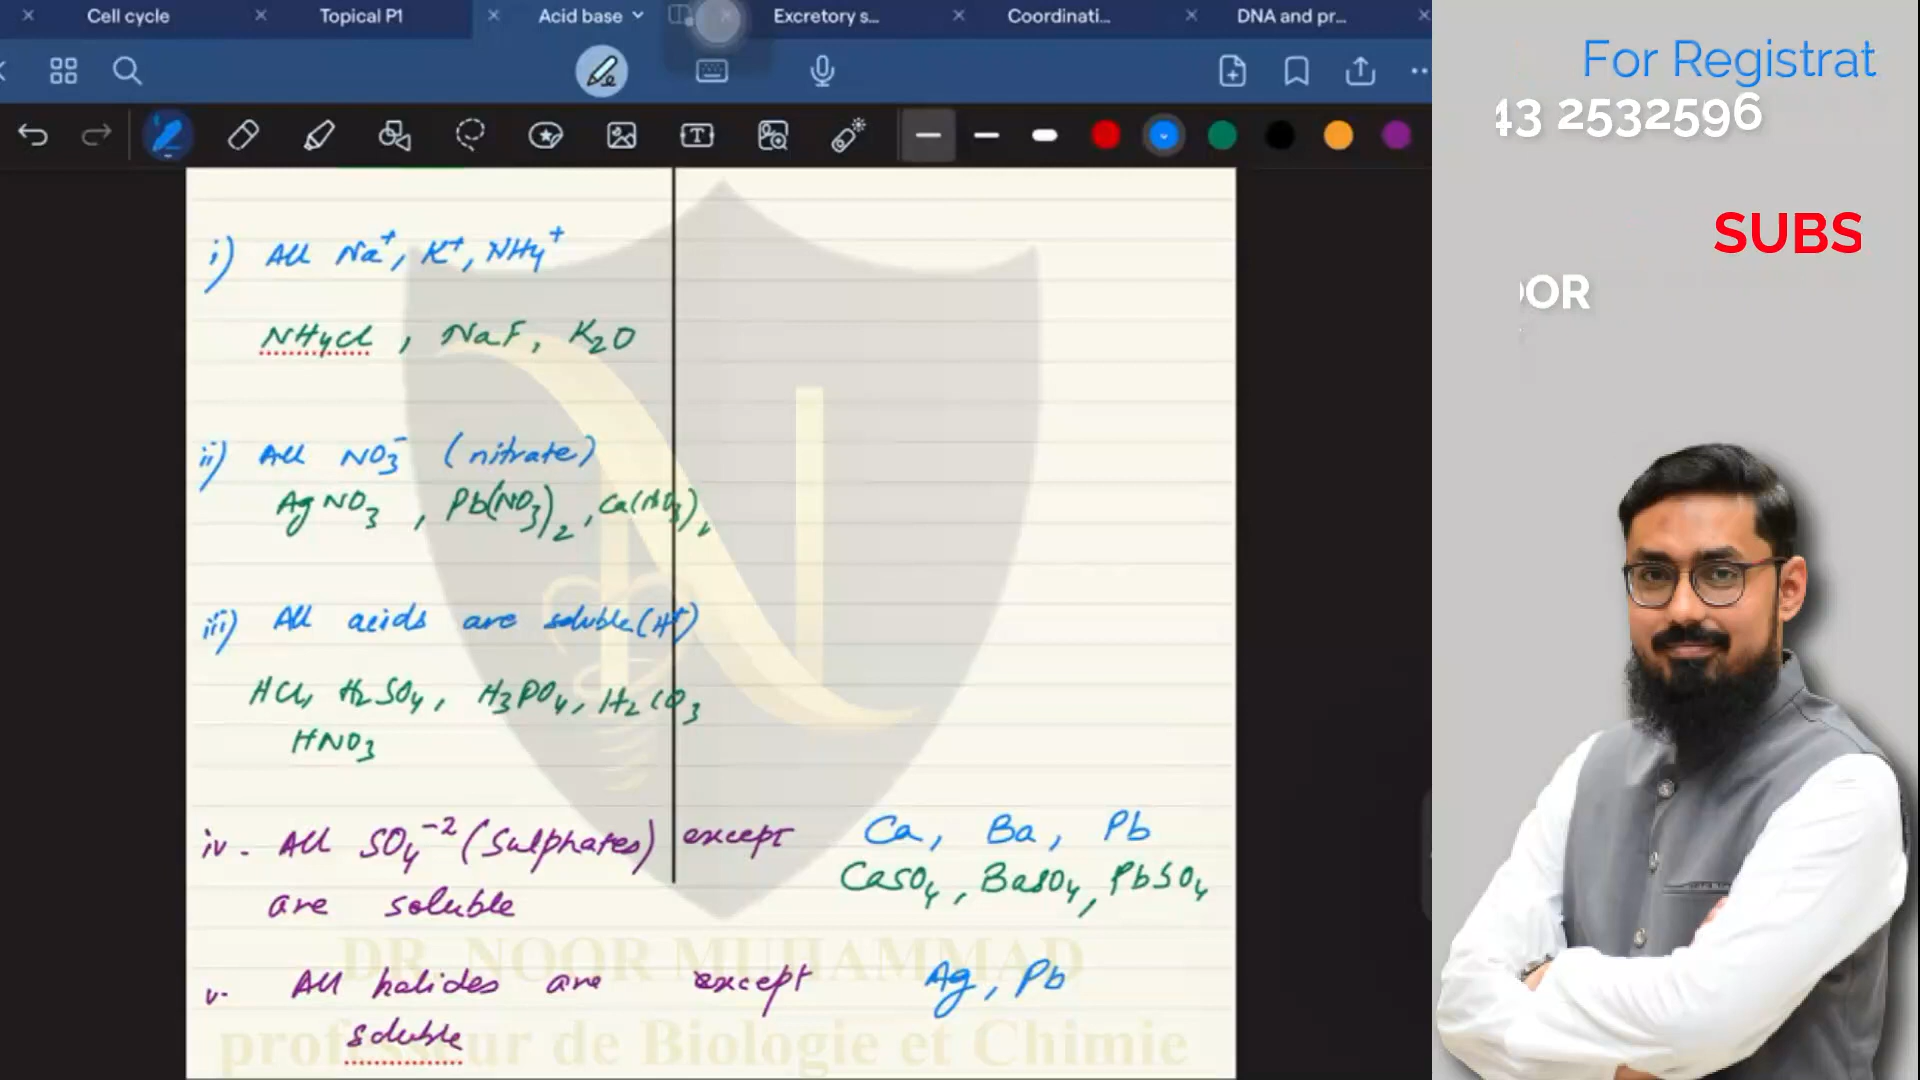 Cell cycle Topical P1 Acid base Excretory s... Coordinati... DNA and pr...
For Registrat
43 2532596
SUBS
OOR
i) All Na⁺, K⁺, NH₄⁺
NH₄Cl , NaF, K₂O
ii) All NO₃⁻ (nitrate)
AgNO₃ , Pb(NO₃)₂ , Ca(NO₃)₂
iii) All acids are soluble (H⁺)
HCl, H₂SO₄, H₃PO₄, H₂CO₃
HNO₃
iv. All SO₄⁻² (Sulphates) except Ca, Ba, Pb
are soluble CaSO₄, BaSO₄, PbSO₄
DR. NOOR MUHAMMAD
v. All halides are except Ag, Pb
soluble
professeur de Biologie et Chimie